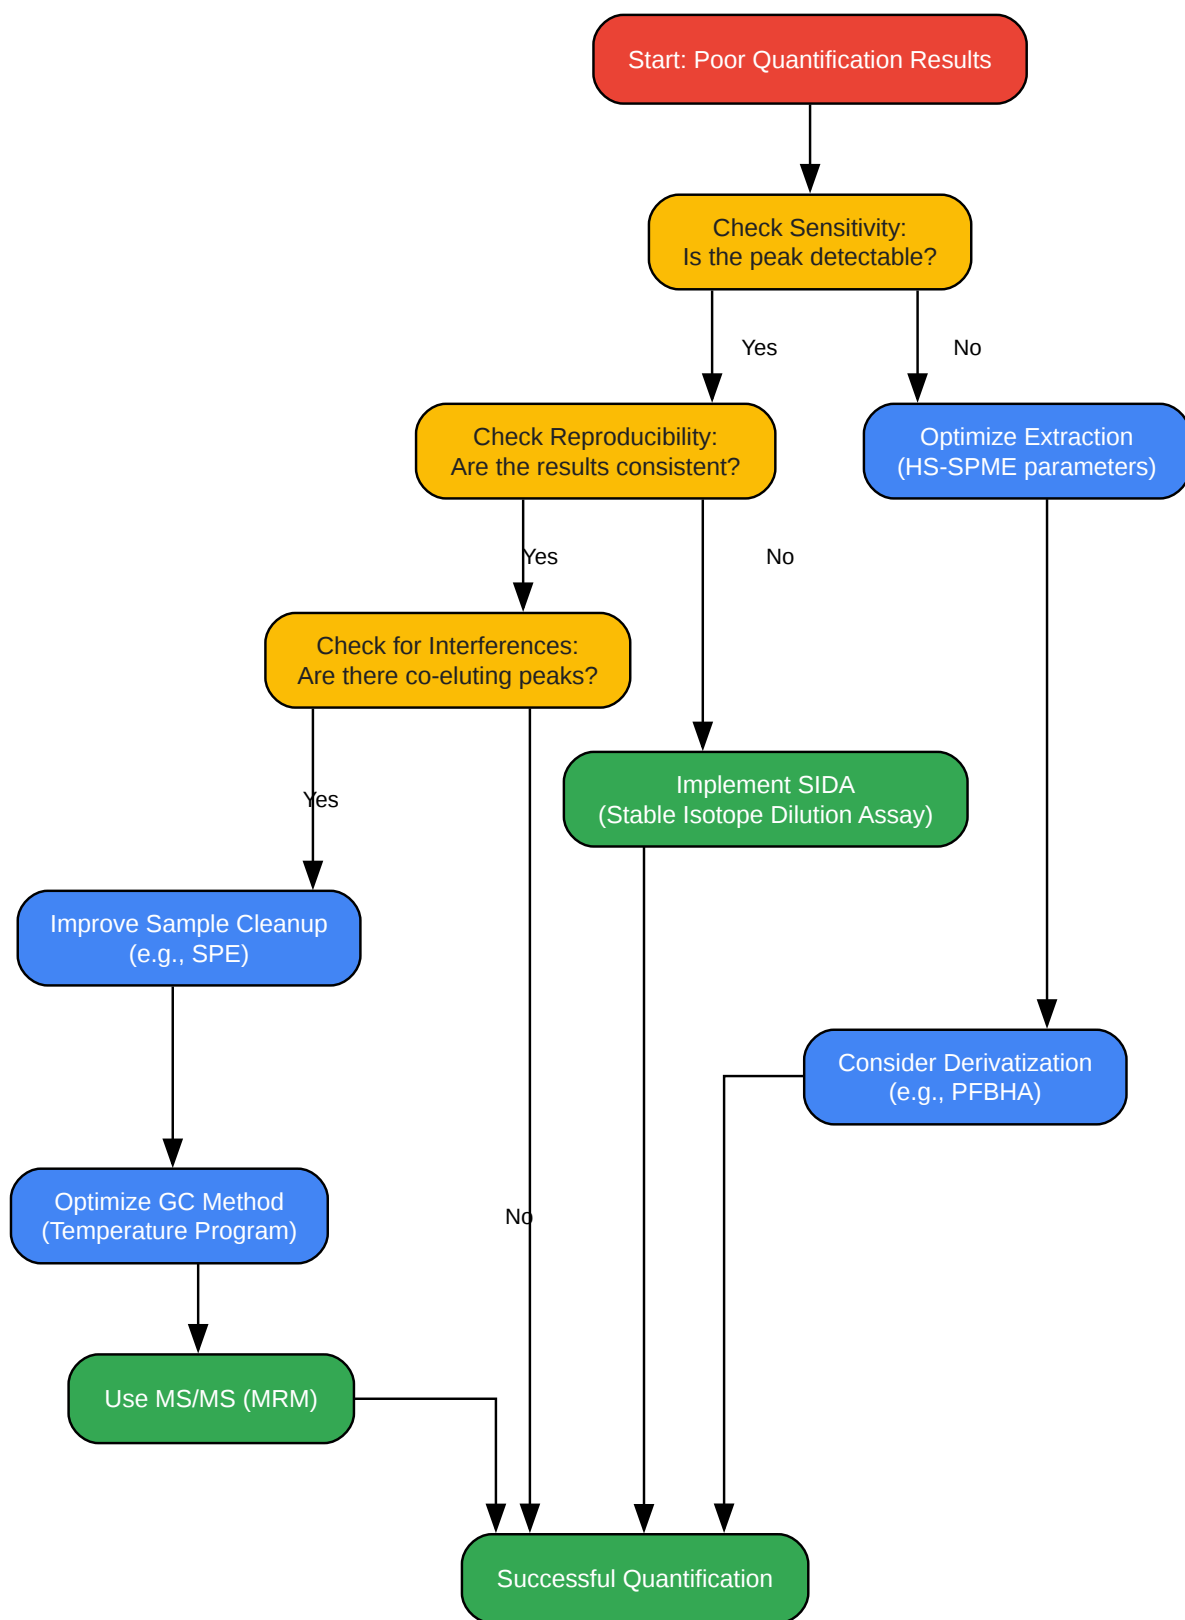 Start: Poor Quantification Results
Check Sensitivity:
Is the peak detectable?
Yes
No
Check Reproducibility:
Are the results consistent?
Optimize Extraction
(HS-SPME parameters)
Yes
No
Check for Interferences:
Are there co-eluting peaks?
Implement SIDA
(Stable Isotope Dilution Assay)
Yes
Improve Sample Cleanup
(e.g., SPE)
Consider Derivatization
(e.g., PFBHA)
Optimize GC Method
(Temperature Program)
No
Use MS/MS (MRM)
Successful Quantification